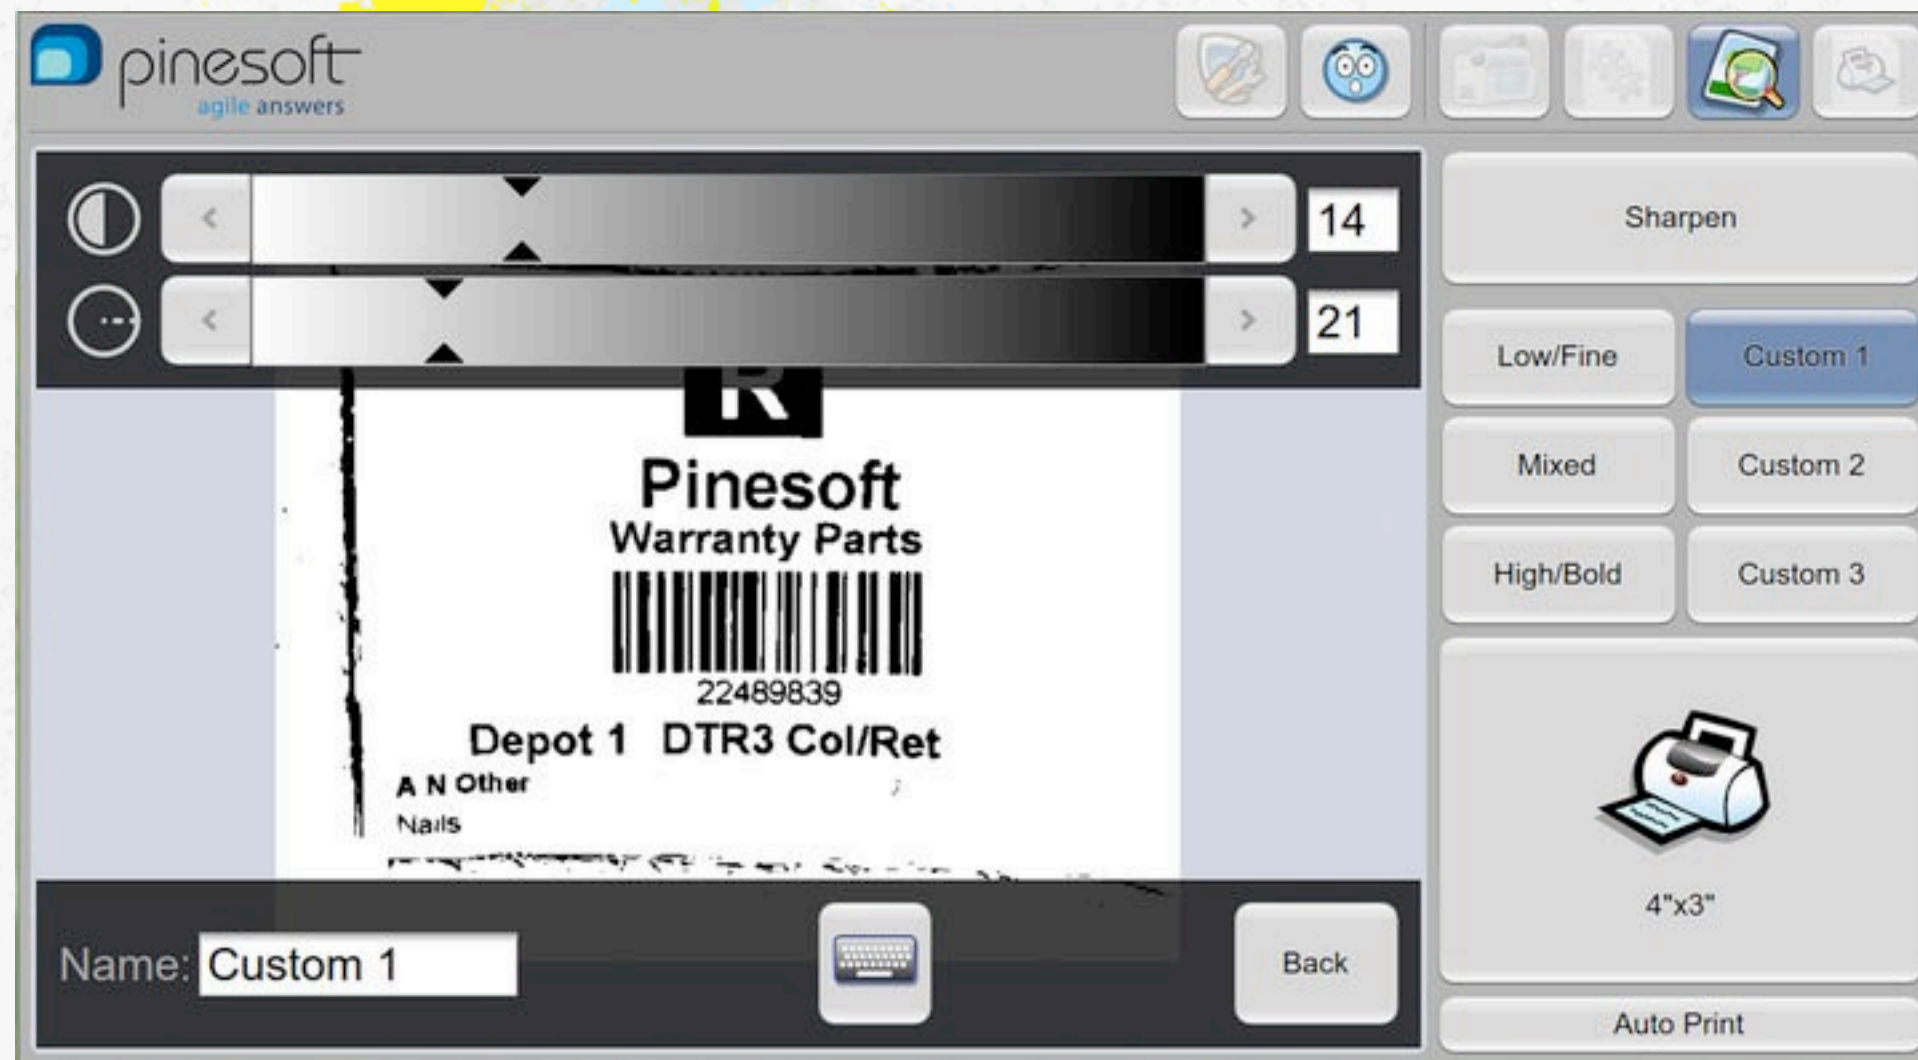 pinesoft
agile answers
14
21
Sharpen
Low/Fine
Custom 1
Mixed
Custom 2
High/Bold
Custom 3
R
Pinesoft
Warranty Parts
22489839
Depot 1 DTR3 Col/Ret
A N Other
Nails
4"x3"
Name: Custom 1
Back
Auto Print